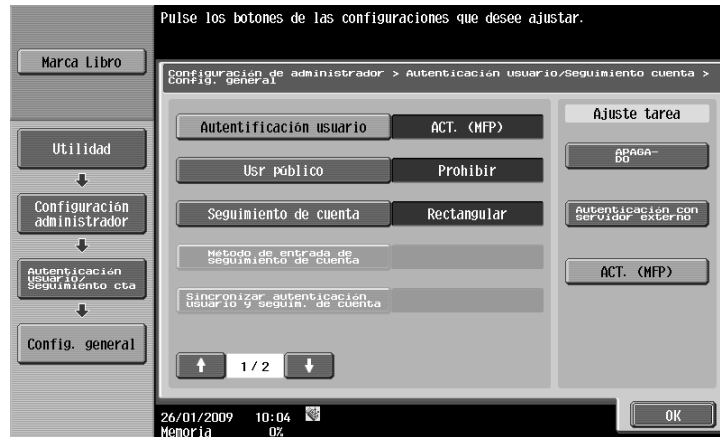 Pulse los botones de las configuraciones que desee ajustar.
Marca Libro
Configuración de administrador > Autenticación usuario/Seguimiento cuenta >
Config. general
Autentificación usuario
ACT. (MFP)
Ajuste tarea
Utilidad
APAGA-
DO
Usr público
Prohibir
Configuración
administrador
Seguimiento de cuenta
Rectangular
Autenticación con
servidor externo
Método de entrada de
seguimiento de cuenta
Autenticación
usuario/
Seguimiento cta
ACT. (MFP)
Sincronizar autenticación
usuario y seguim. de cuenta
Config. general
1/2
OK
26/01/2009 10:04
Memoria 0%